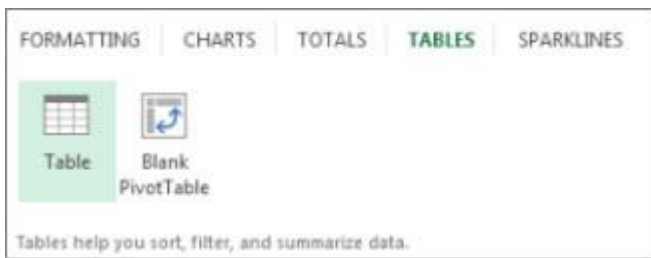 FORMATTING CHARTS TOTALS TABLES SPARKLINES
Table Blank
PivotTable
Tables help you sort, filter, and summarize data.